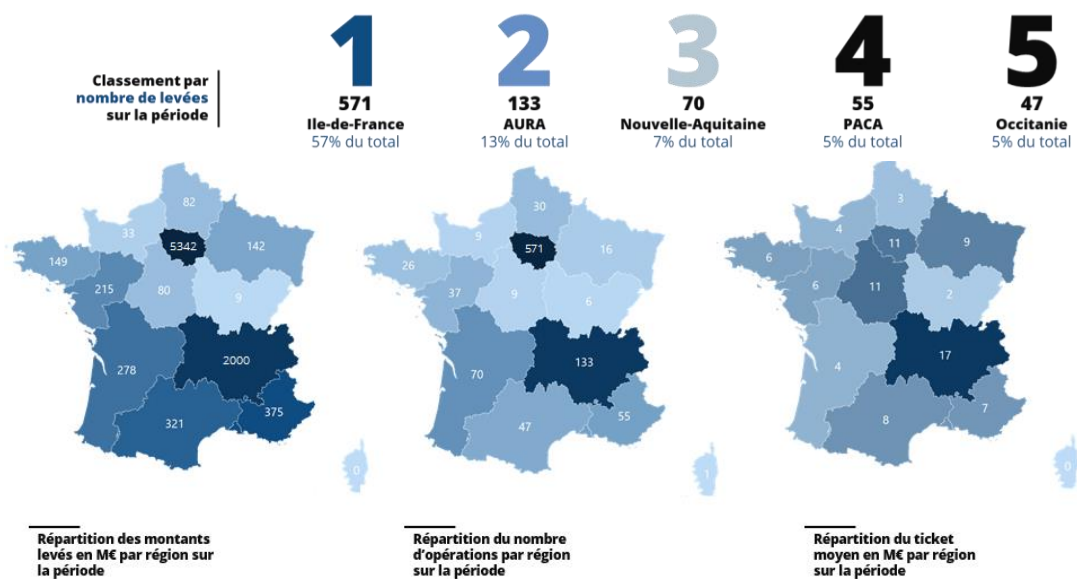 1
2
3
4
5
Classement par
nombre de levées
sur la période
571
Ile-de-France
57% du total
133
AURA
13% du total
70
Nouvelle-Aquitaine
7% du total
55
PACA
5% du total
47
Occitanie
5% du total
82
33
5342
142
149
215
80
9
278
2000
321
375
0
30
9
571
16
26
37
9
6
70
133
47
55
1
3
4
11
9
6
6
11
2
4
17
8
7
0
Répartition des montants
levés en M€ par région sur
la période
Répartition du nombre
d'opérations par région
sur la période
Répartition du ticket
moyen en M€ par région
sur la période